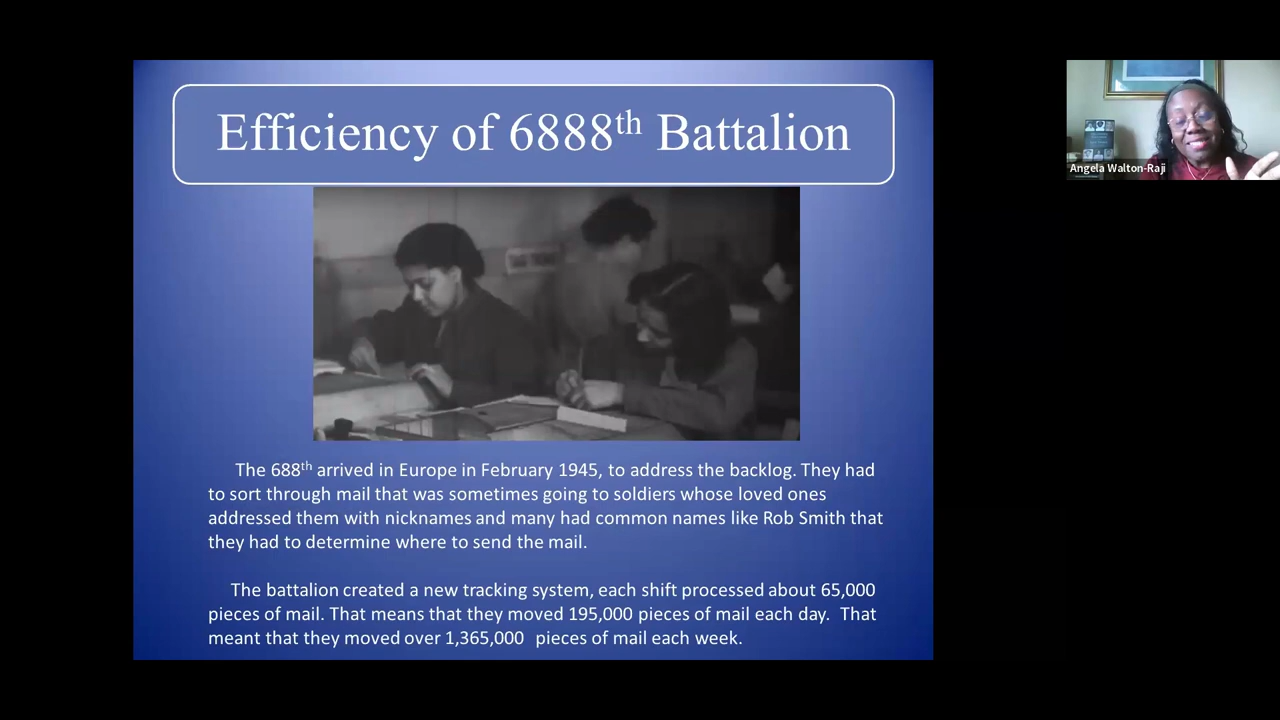 Efficiency of 6888th Battalion
Angela Walton-Raji
The 688th arrived in Europe in February 1945, to address the backlog. They had
to sort through mail that was sometimes going to soldiers whose loved ones
addressed them with nicknames and many had common names like Rob Smith that
they had to determine where to send the mail.
The battalion created a new tracking system, each shift processed about 65,000
pieces of mail. That means that they moved 195,000 pieces of mail each day. That
meant that they moved over 1,365,000 pieces of mail each week.